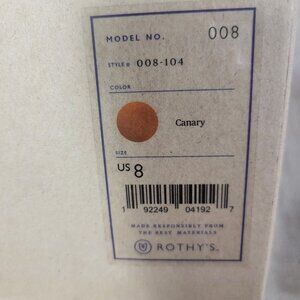 MODEL NO. 008
STYLE # 008-104
COLOR
Canary
SIZE
US 8
1 92249 04192 7
MADE RESPONSIBLY FROM
THE BEST MATERIALS
ROTHY'S